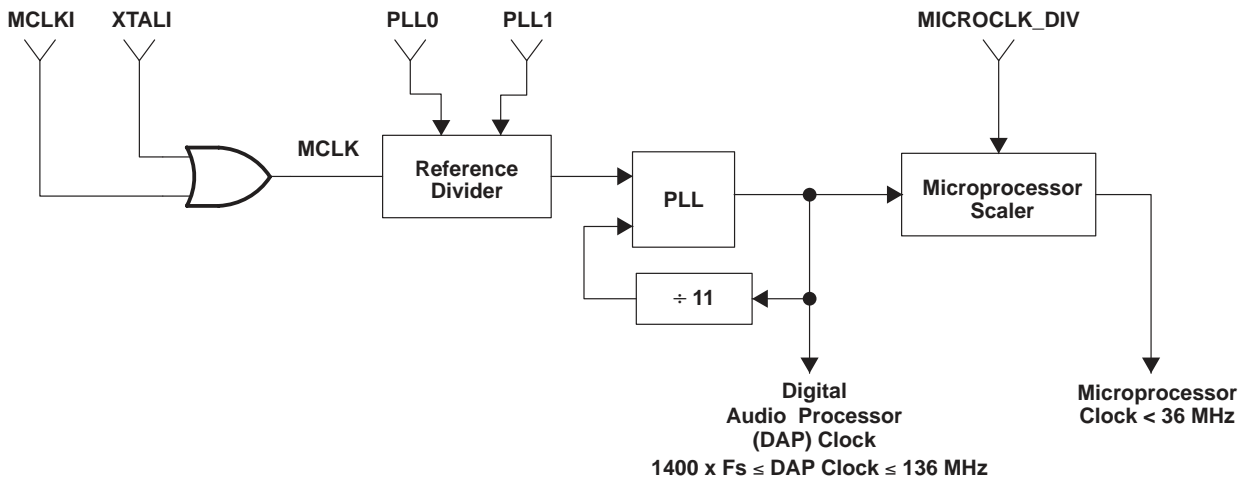 MCLKI
XTALI
PLL0
PLL1
MICROCLK_DIV
MCLK
Reference
Divider
PLL
Microprocessor
Scaler
÷ 11
Digital
Audio Processor
(DAP) Clock
1400 x Fs ≤ DAP Clock ≤ 136 MHz
Microprocessor
Clock < 36 MHz